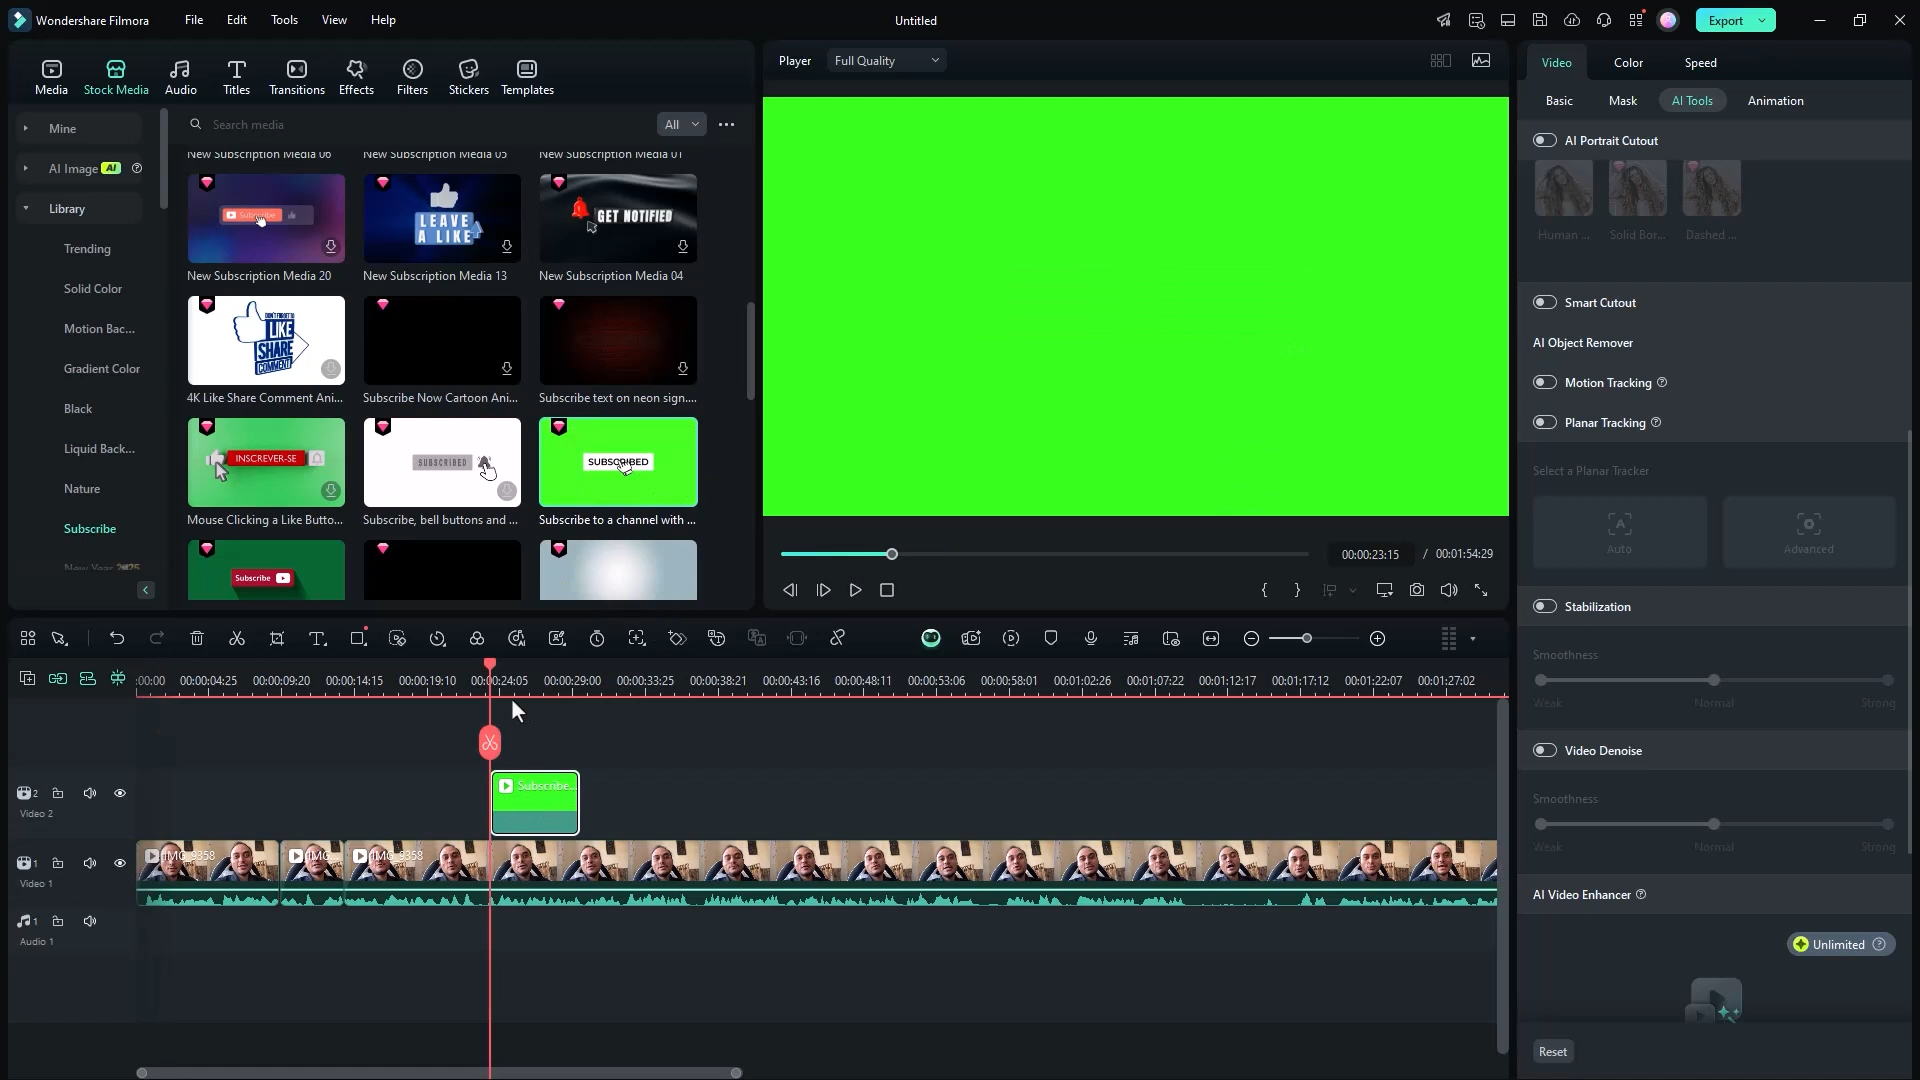 Wondershare Filmora
File
Edit
Tools
View
Help
Untitled
Export
Media
Stock Media
Audio
Titles
Transitions
Effects
Filters
Stickers
Templates
Player
Full Quality
Video
Color
Speed
Basic
Mask
AI Tools
Animation
Mine
AI Image AI
Library
Trending
Solid Color
Motion Bac...
Gradient Color
Black
Liquid Back...
Nature
Subscribe
New Year 2025
Search media
All
New Subscription Media 06
New Subscription Media 05
New Subscription Media 01
Subscribe
LEAVE
A LIKE
GET NOTIFIED
New Subscription Media 20
New Subscription Media 13
New Subscription Media 04
DON'T FORGET TO
LIKE
SHARE
COMMENT
4K Like Share Comment Ani...
Subscribe Now Cartoon Ani...
Subscribe text on neon sign....
INSCREVER-SE
SUBSCRIBED
SUBSCRIBED
Mouse Clicking a Like Butto...
Subscribe, bell buttons and ...
Subscribe to a channel with ...
Subscribe
00:00:23:15
/
00:01:54:29
AI Portrait Cutout
Human ...
Solid Bor...
Dashed ...
Smart Cutout
AI Object Remover
Motion Tracking
Planar Tracking
Select a Planar Tracker
Auto
Advanced
Stabilization
Smoothness
Weak
Normal
Strong
Video Denoise
Smoothness
Weak
Normal
Strong
AI Video Enhancer
Unlimited
Reset
:00:00
00:00:04:25
00:00:09:20
00:00:14:15
00:00:19:10
00:00:24:05
00:00:29:00
00:00:33:25
00:00:38:21
00:00:43:16
00:00:48:11
00:00:53:06
00:00:58:01
00:01:02:26
00:01:07:22
00:01:12:17
00:01:17:12
00:01:22:07
00:01:27:02
2
Video 2
Subscribe...
1
Video 1
IMG_9358
IMG
IMG_9358
1
Audio 1